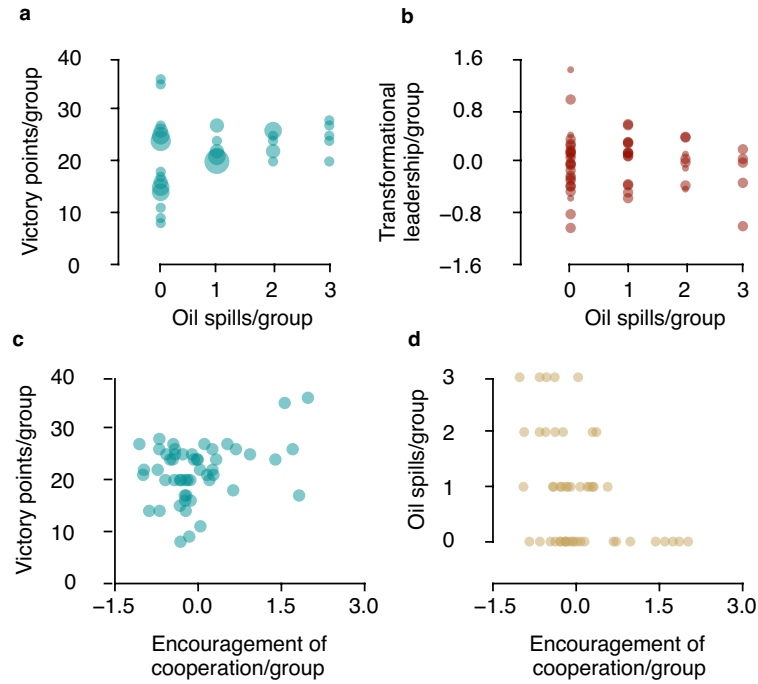 a
Victory points/group
40
30
20
10
0
0 1 2 3
Oil spills/group
b
Transformational
leadership/group
1.6
0.8
0.0
−0.8
−1.6
0 1 2 3
Oil spills/group
c
Victory points/group
40
30
20
10
0
−1.5 0.0 1.5 3.0
Encouragement of
cooperation/group
d
Oil spills/group
3
2
1
0
−1.5 0.0 1.5 3.0
Encouragement of
cooperation/group